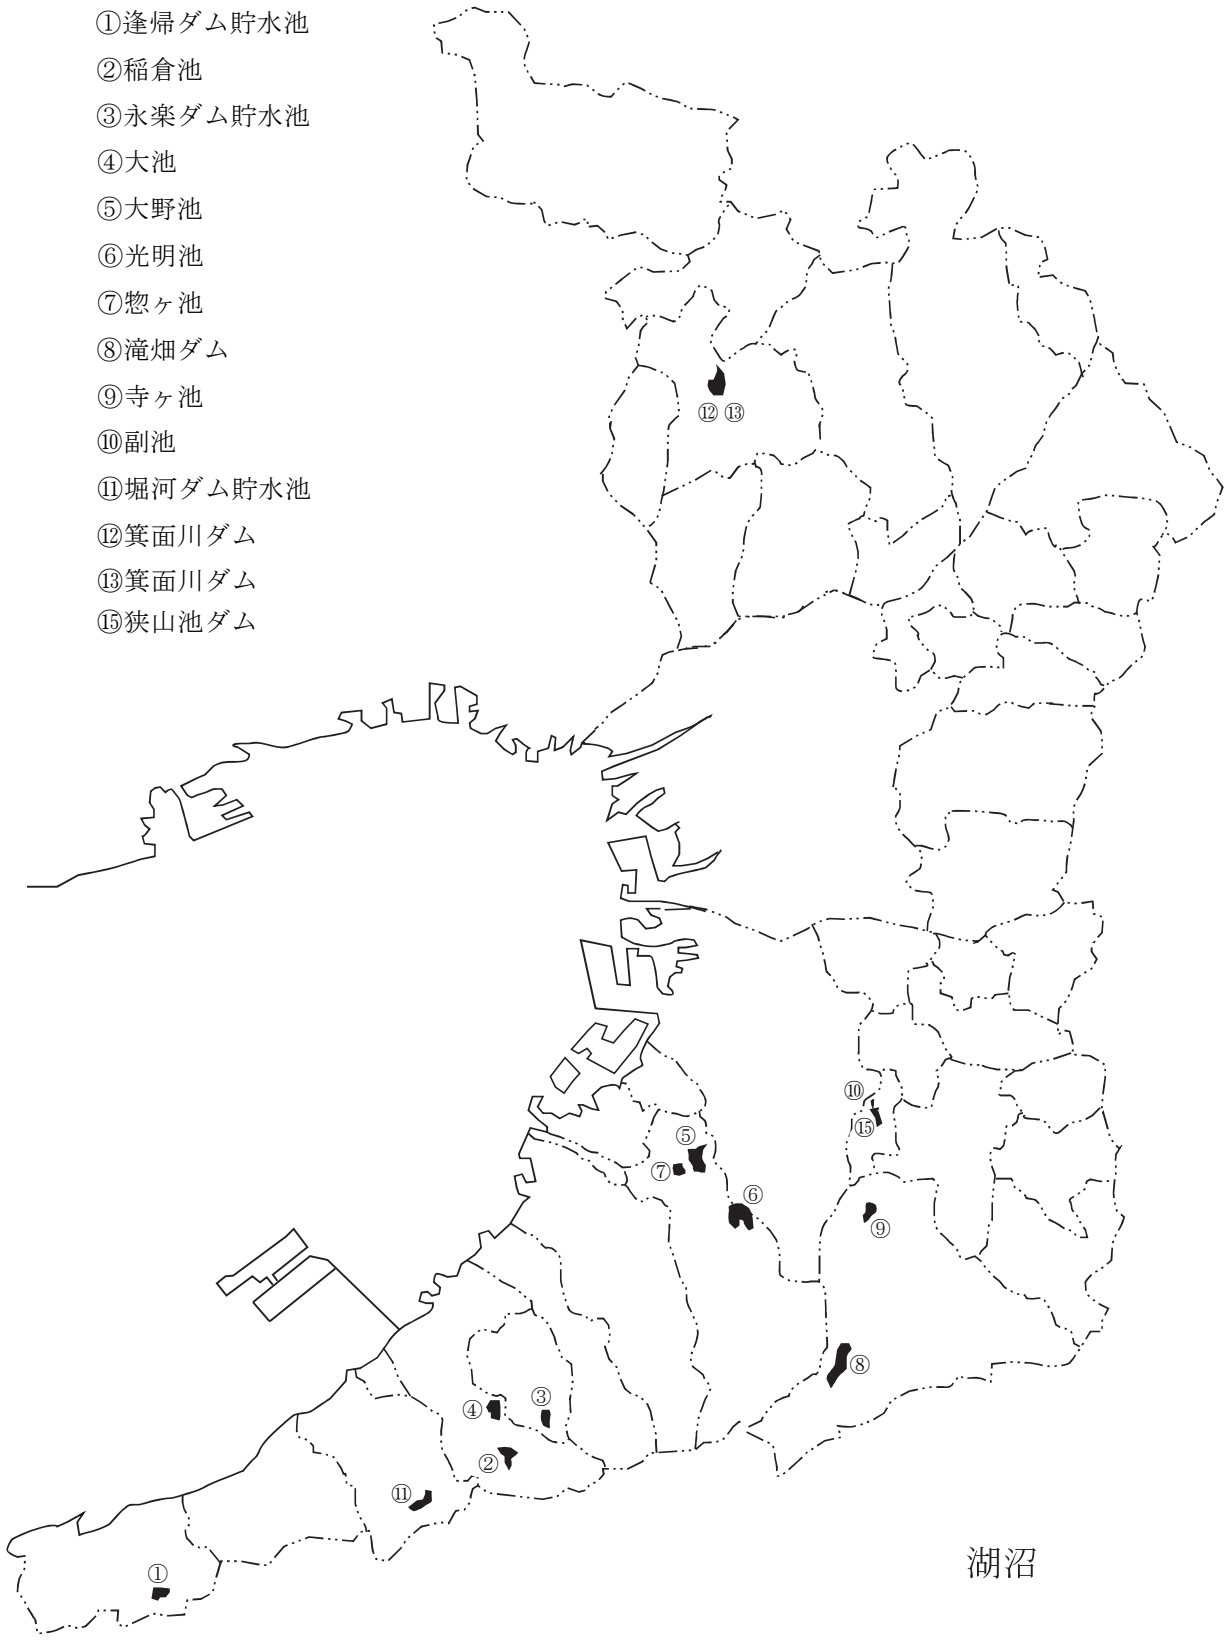 ①逢帰ダム貯水池
②稲倉池
③永楽ダム貯水池
④大池
⑤大野池
⑥光明池
⑦惣ヶ池
⑧滝畑ダム
⑨寺ヶ池
⑩副池
⑪堀河ダム貯水池
⑫箕面川ダム
⑬箕面川ダム
⑮狭山池ダム
⑫ ⑬
⑩
⑮
⑤
⑦
⑥
⑨
⑧
③
④
②
⑪
①
湖沼